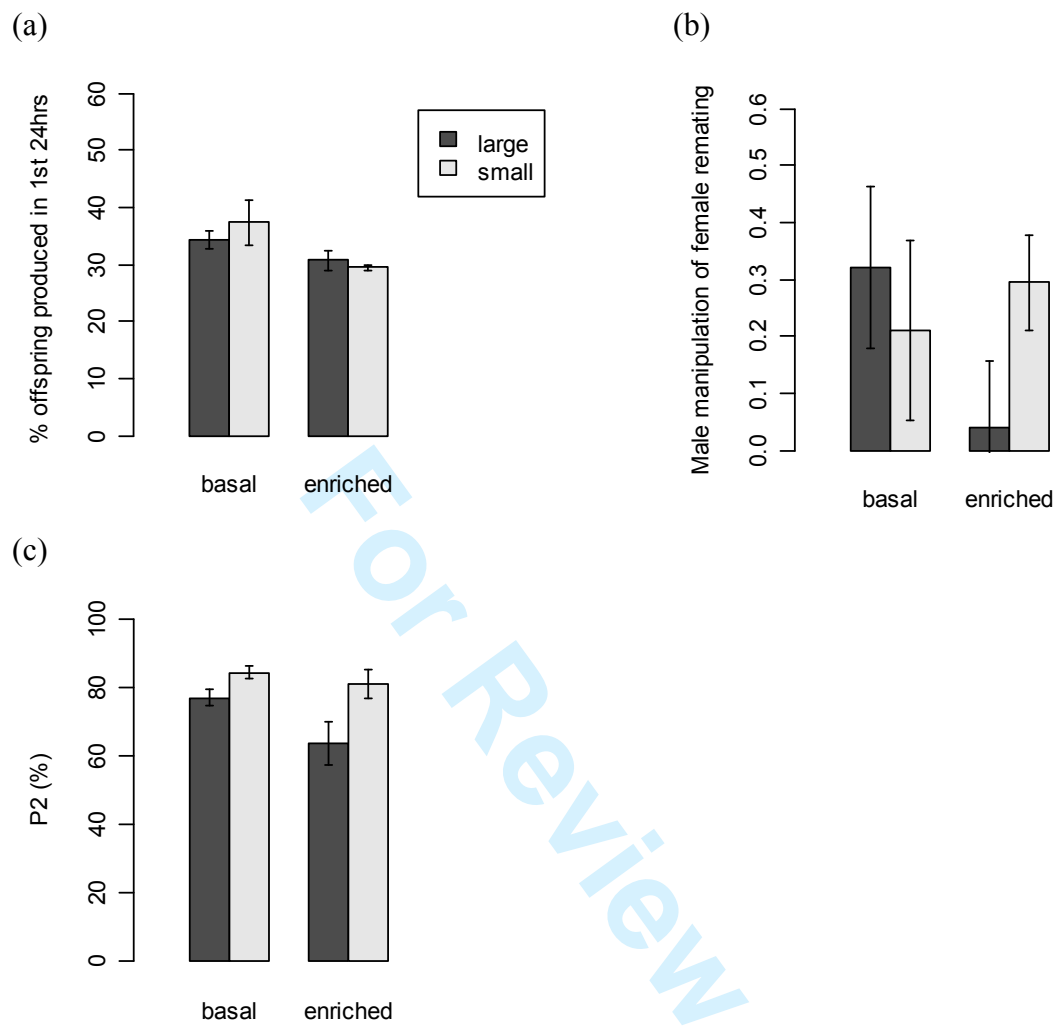 (a)
% offspring produced in 1st 24hrs
0
10
20
30
40
50
60
large
small
basal
enriched
(b)
Male manipulation of female remating
0.0
0.1
0.2
0.3
0.4
0.5
0.6
basal
enriched
(c)
P2 (%)
0
20
40
60
80
100
basal
enriched
For Review